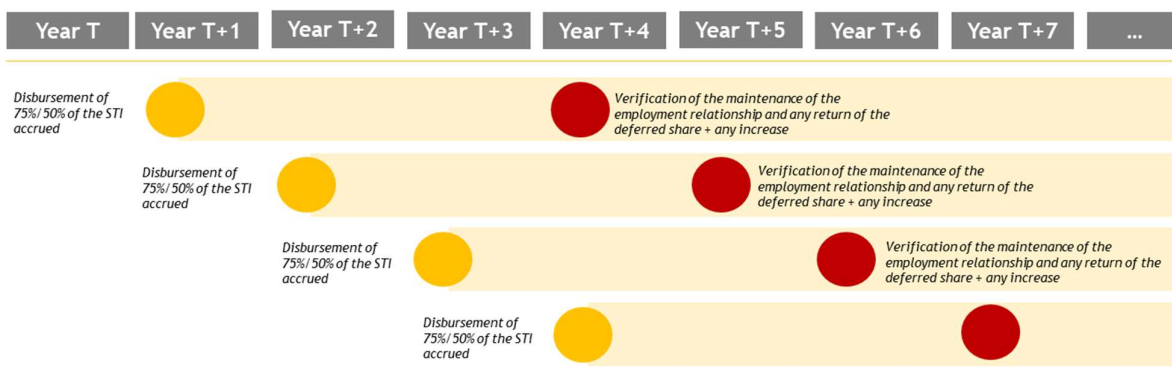 Year T
Year T+1
Year T+2
Year T+3
Year T+4
Year T+5
Year T+6
Year T+7
...
Disbursement of
75%/50% of the STI
accrued
Verification of the maintenance of the
employment relationship and any return of the
deferred share + any increase
Disbursement of
75%/50% of the STI
accrued
Verification of the maintenance of the
employment relationship and any return of the
deferred share + any increase
Disbursement of
75%/50% of the STI
accrued
Verification of the maintenance of the
employment relationship and any return of the
deferred share + any increase
Disbursement of
75%/50% of the STI
accrued